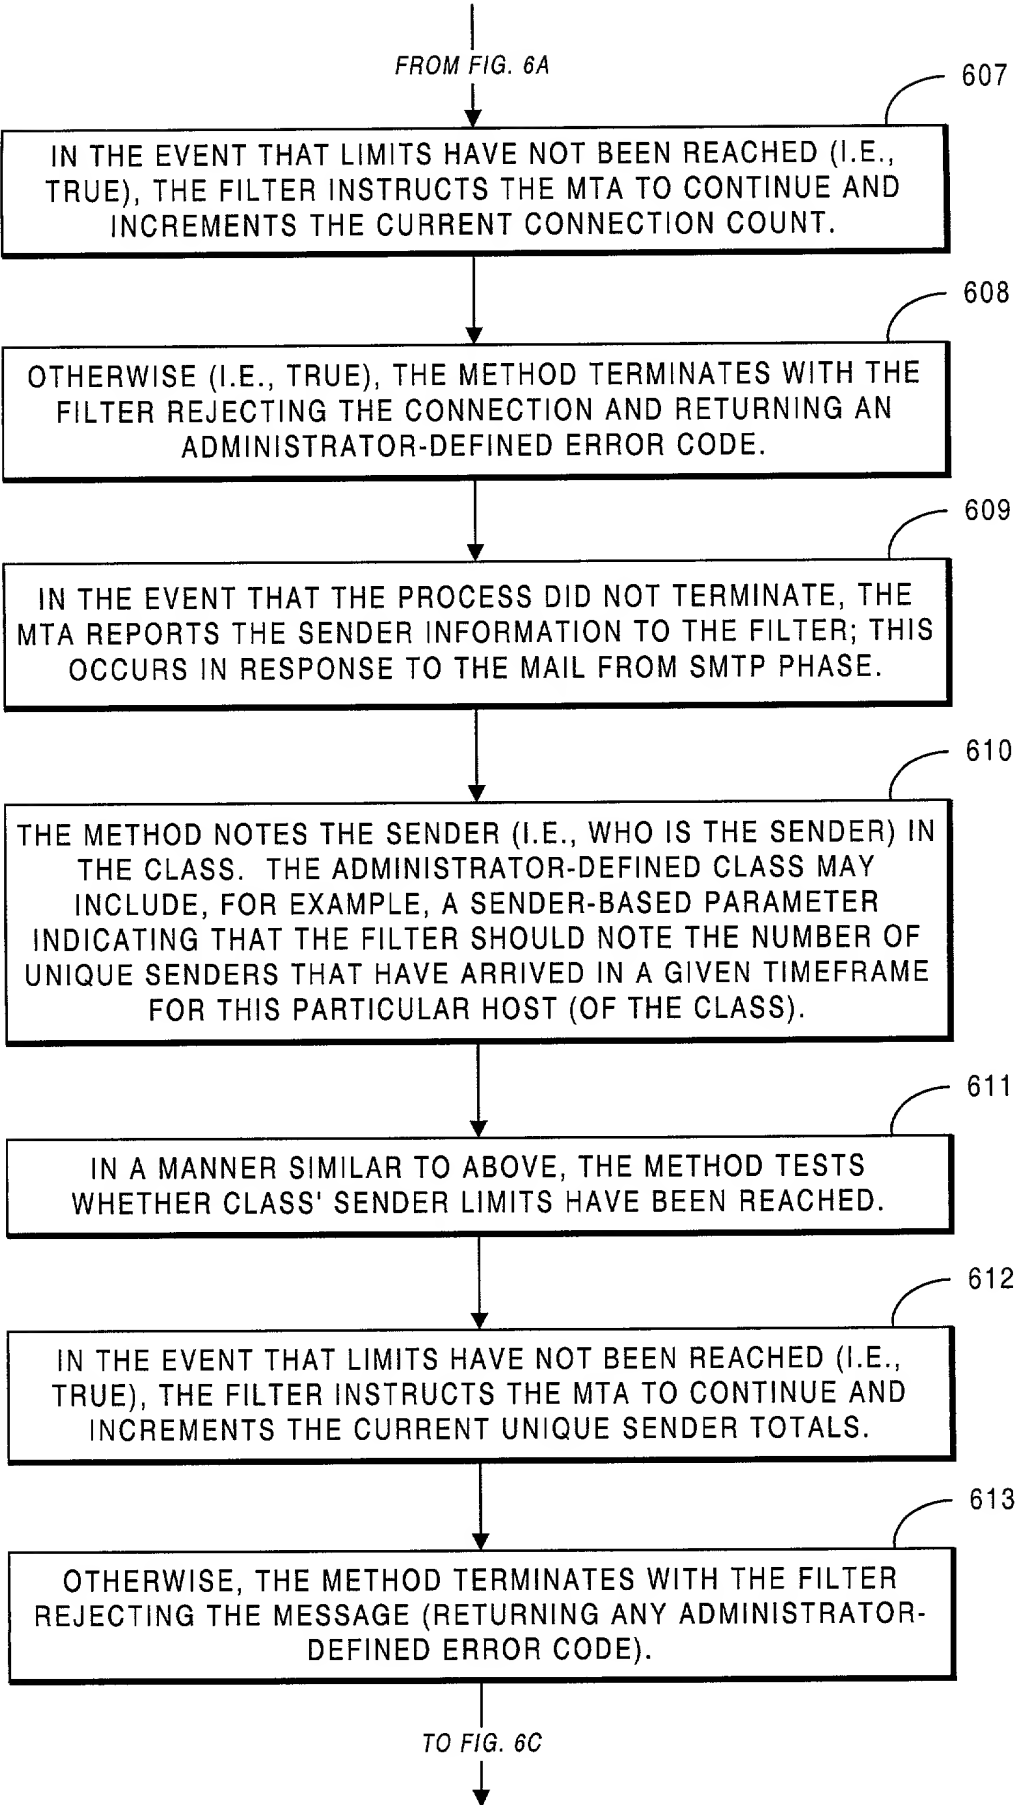 FROM FIG. 6A
607
IN THE EVENT THAT LIMITS HAVE NOT BEEN REACHED (I.E.,
TRUE), THE FILTER INSTRUCTS THE MTA TO CONTINUE AND
INCREMENTS THE CURRENT CONNECTION COUNT.
608
OTHERWISE (I.E., TRUE), THE METHOD TERMINATES WITH THE
FILTER REJECTING THE CONNECTION AND RETURNING AN
ADMINISTRATOR-DEFINED ERROR CODE.
609
IN THE EVENT THAT THE PROCESS DID NOT TERMINATE, THE
MTA REPORTS THE SENDER INFORMATION TO THE FILTER; THIS
OCCURS IN RESPONSE TO THE MAIL FROM SMTP PHASE.
610
THE METHOD NOTES THE SENDER (I.E., WHO IS THE SENDER) IN
THE CLASS. THE ADMINISTRATOR-DEFINED CLASS MAY
INCLUDE, FOR EXAMPLE, A SENDER-BASED PARAMETER
INDICATING THAT THE FILTER SHOULD NOTE THE NUMBER OF
UNIQUE SENDERS THAT HAVE ARRIVED IN A GIVEN TIMEFRAME
FOR THIS PARTICULAR HOST (OF THE CLASS).
611
IN A MANNER SIMILAR TO ABOVE, THE METHOD TESTS
WHETHER CLASS' SENDER LIMITS HAVE BEEN REACHED.
612
IN THE EVENT THAT LIMITS HAVE NOT BEEN REACHED (I.E.,
TRUE), THE FILTER INSTRUCTS THE MTA TO CONTINUE AND
INCREMENTS THE CURRENT UNIQUE SENDER TOTALS.
613
OTHERWISE, THE METHOD TERMINATES WITH THE FILTER
REJECTING THE MESSAGE (RETURNING ANY ADMINISTRATOR-
DEFINED ERROR CODE).
TO FIG. 6C